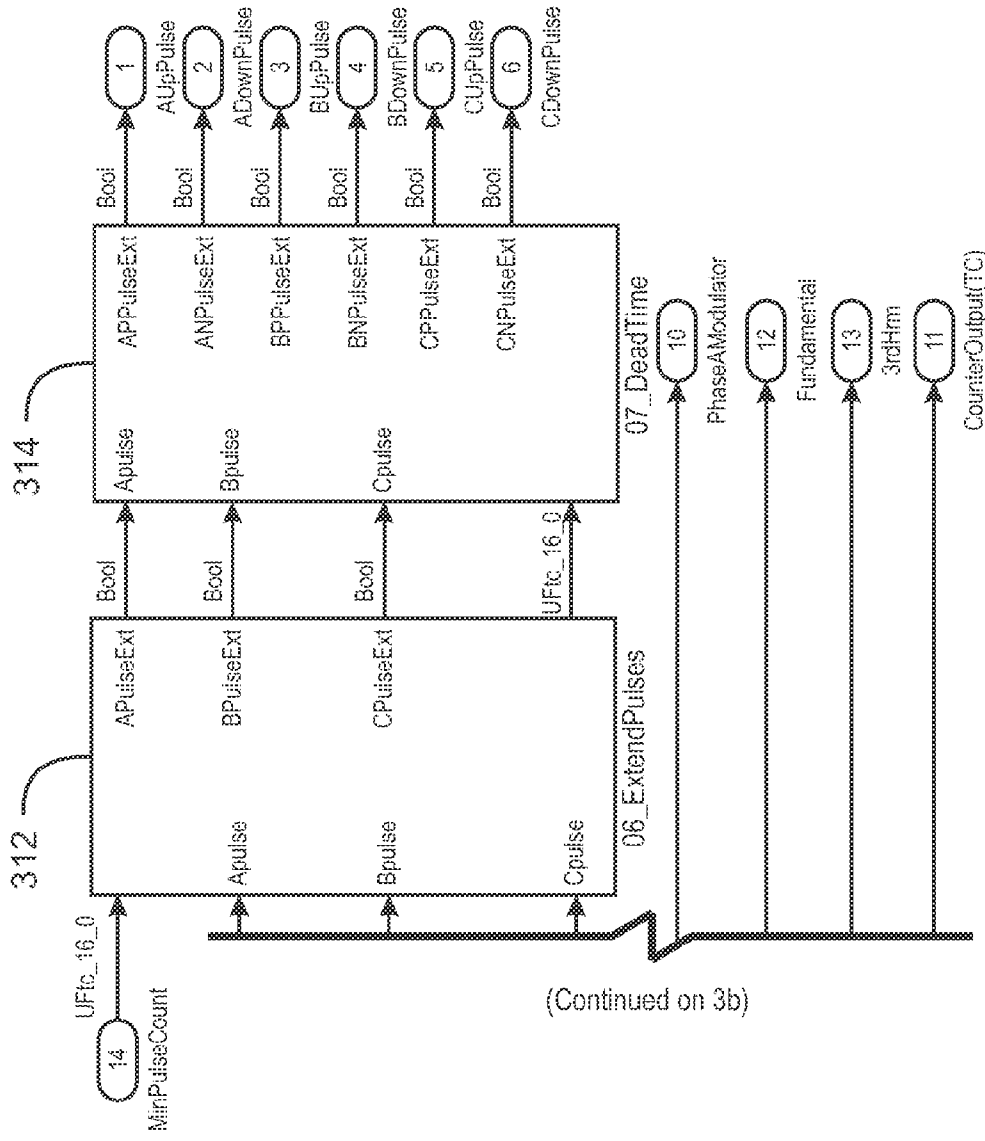 312
314
UFtc_16_0
14
MinPulseCount
Apulse
Bpulse
Cpulse
APulseExt
BPulseExt
CPulseExt
06_ExtendPulses
Bool
Bool
Bool
UFtc_16_0
Apulse
Bpulse
Cpulse
APPulseExt
ANPulseExt
BPPulseExt
BNPulseExt
CPPulseExt
CNPulseExt
07_DeadTime
Bool
Bool
Bool
Bool
Bool
Bool
1
AUpPulse
2
ADownPulse
3
BUpPulse
4
BDownPulse
5
CUpPulse
6
CDownPulse
10
PhaseAModulator
12
Fundamental
13
3rdHrm
11
CounterOutput(TC)
(Continued on 3b)